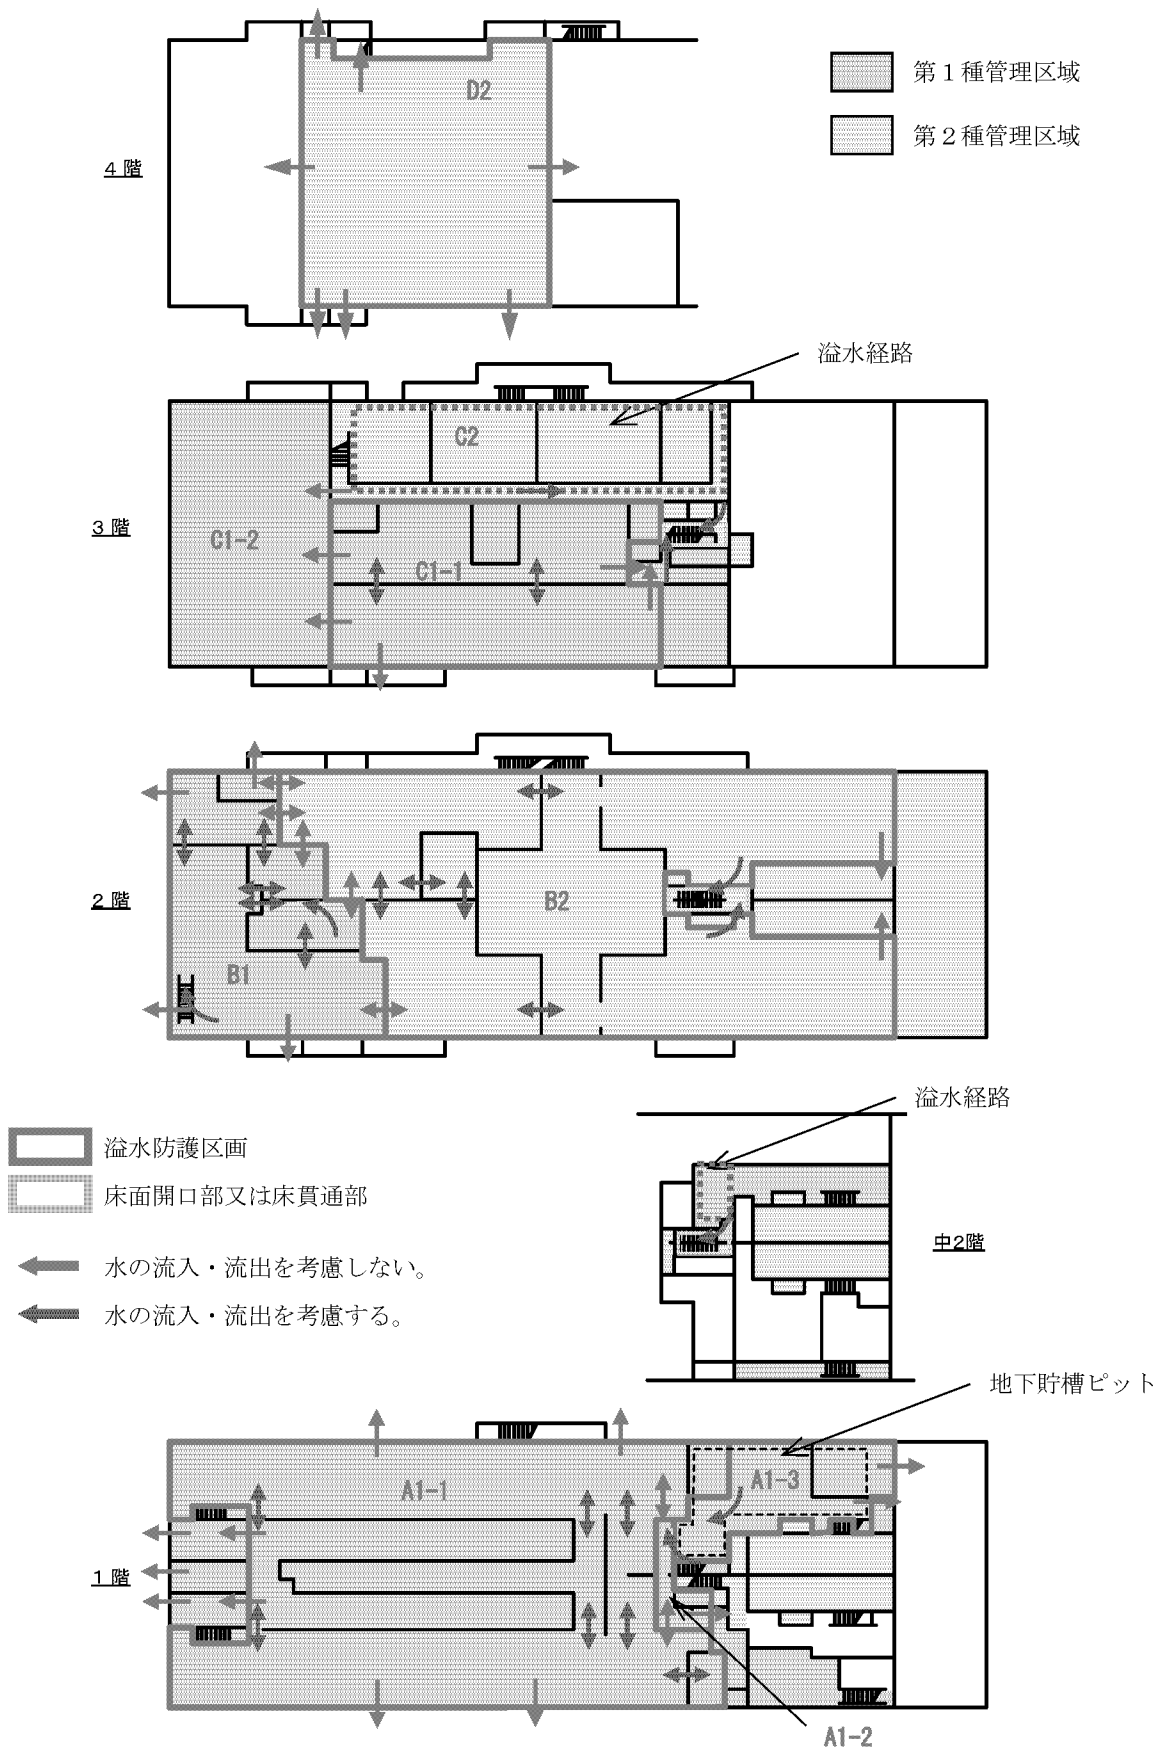 第１種管理区域
第２種管理区域
D2
４階
溢水経路
C2
３階
C1-2
C1-1
２階
B2
B1
溢水経路
溢水防護区画
床面開口部又は床貫通部
中2階
水の流入・流出を考慮しない。
水の流入・流出を考慮する。
地下貯槽ピット
A1-1
A1-3
１階
A1-2